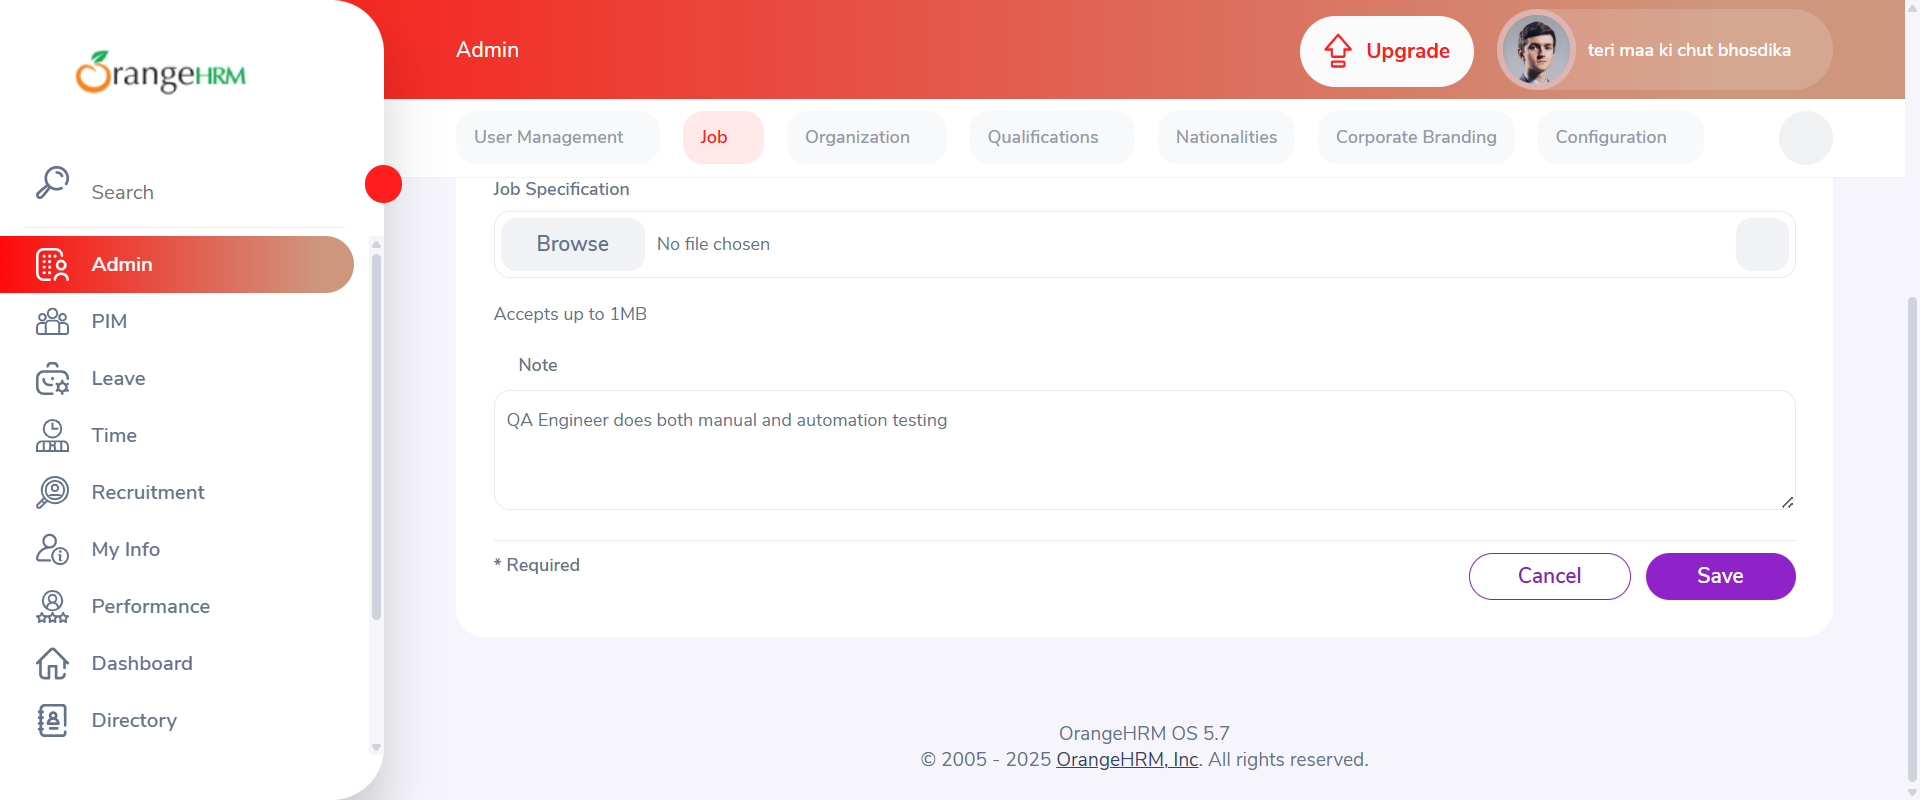 OrangeHRM
Search
Admin
PIM
Leave
Time
Recruitment
My Info
Performance
Dashboard
Directory
Admin
Upgrade
teri maa ki chut bhosdika
User Management
Job
Organization
Qualifications
Nationalities
Corporate Branding
Configuration
Job Specification
Browse
No file chosen
Accepts up to 1MB
Note
QA Engineer does both manual and automation testing
* Required
Cancel
Save
OrangeHRM OS 5.7
© 2005 - 2025 OrangeHRM, Inc. All rights reserved.